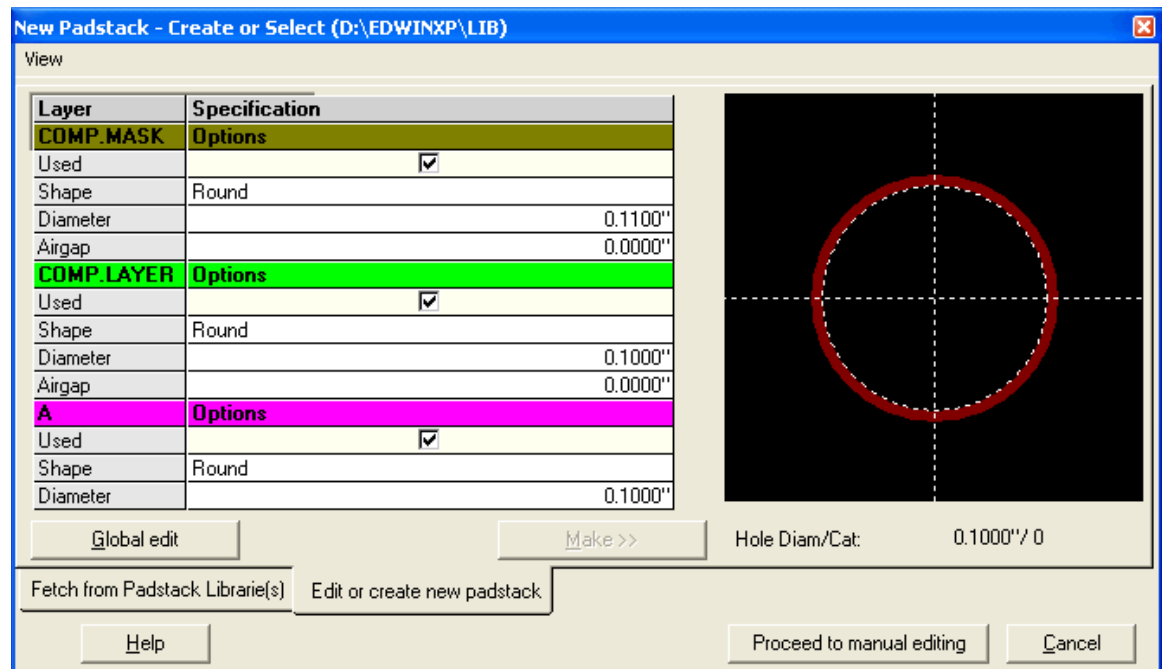 New Padstack - Create or Select (D:\EDWINXP\LIB)
View
Layer Specification
COMP.MASK Options
Used
Shape Round
Diameter 0.1100"
Airgap 0.0000"
COMP.LAYER Options
Used
Shape Round
Diameter 0.1000"
Airgap 0.0000"
A Options
Used
Shape Round
Diameter 0.1000"
Global edit Make >> Hole Diam/Cat: 0.1000"/ 0
Fetch from Padstack Librarie(s) Edit or create new padstack
Help Proceed to manual editing Cancel